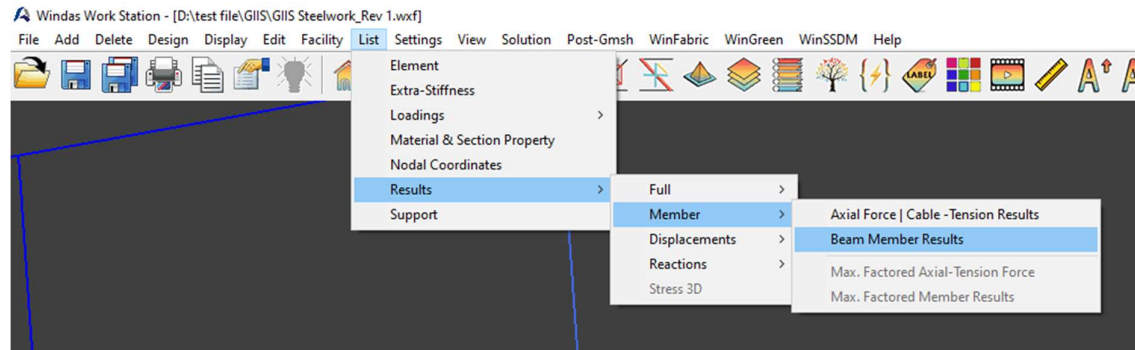 Windas Work Station - [D:\test file\GIIS\GIIS Steelwork_Rev 1.wxf]
File Add Delete Design Display Edit Facility List Settings View Solution Post-Gmsh WinFabric WinGreen WinSSDM Help
LABEL
Element
Extra-Stiffness
Loadings
Material & Section Property
Nodal Coordinates
Results
Support
Full
Member
Displacements
Reactions
Stress 3D
Axial Force | Cable -Tension Results
Beam Member Results
Max. Factored Axial-Tension Force
Max. Factored Member Results